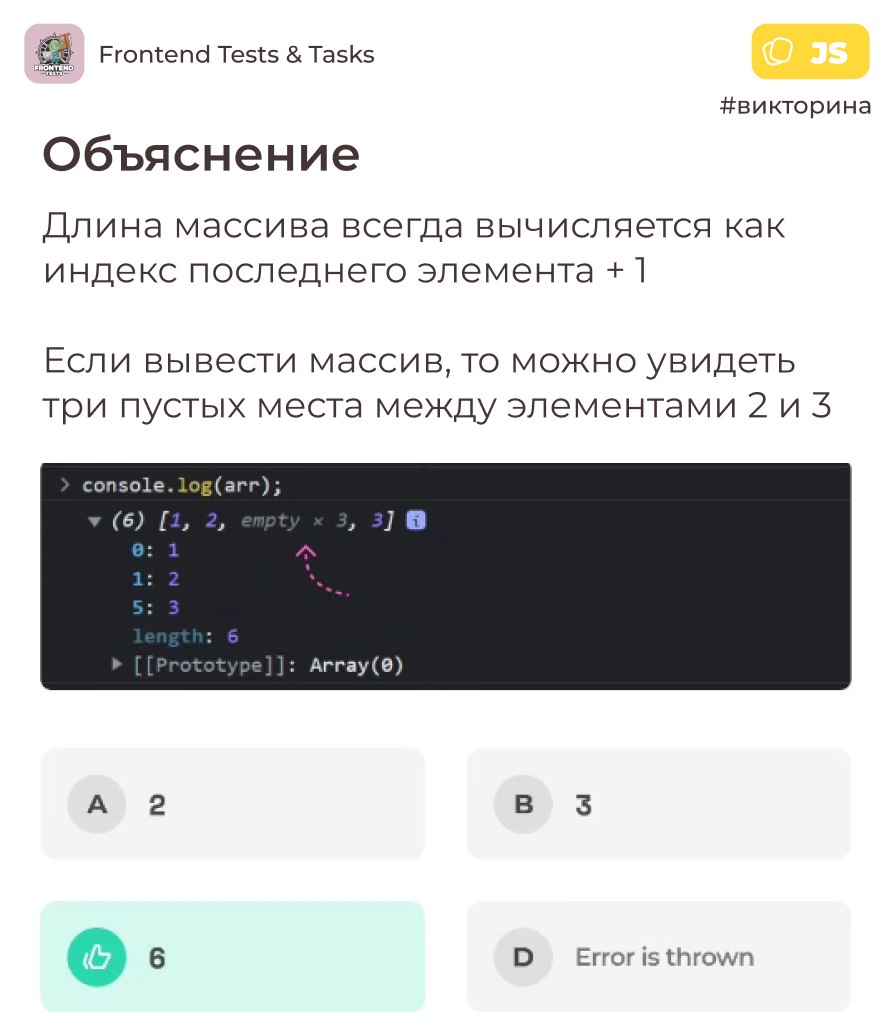 FRONTEND
TESTS
Frontend Tests & Tasks
JS
#викторина
Объяснение
Длина массива всегда вычисляется как
индекс последнего элемента + 1
Если вывести массив, то можно увидеть
три пустых места между элементами 2 и 3
> console.log(arr);
▼ (6) [1, 2, empty × 3, 3] i
0: 1
1: 2
5: 3
length: 6
▶ [[Prototype]]: Array(0)
A 2
B 3
6
D Error is thrown